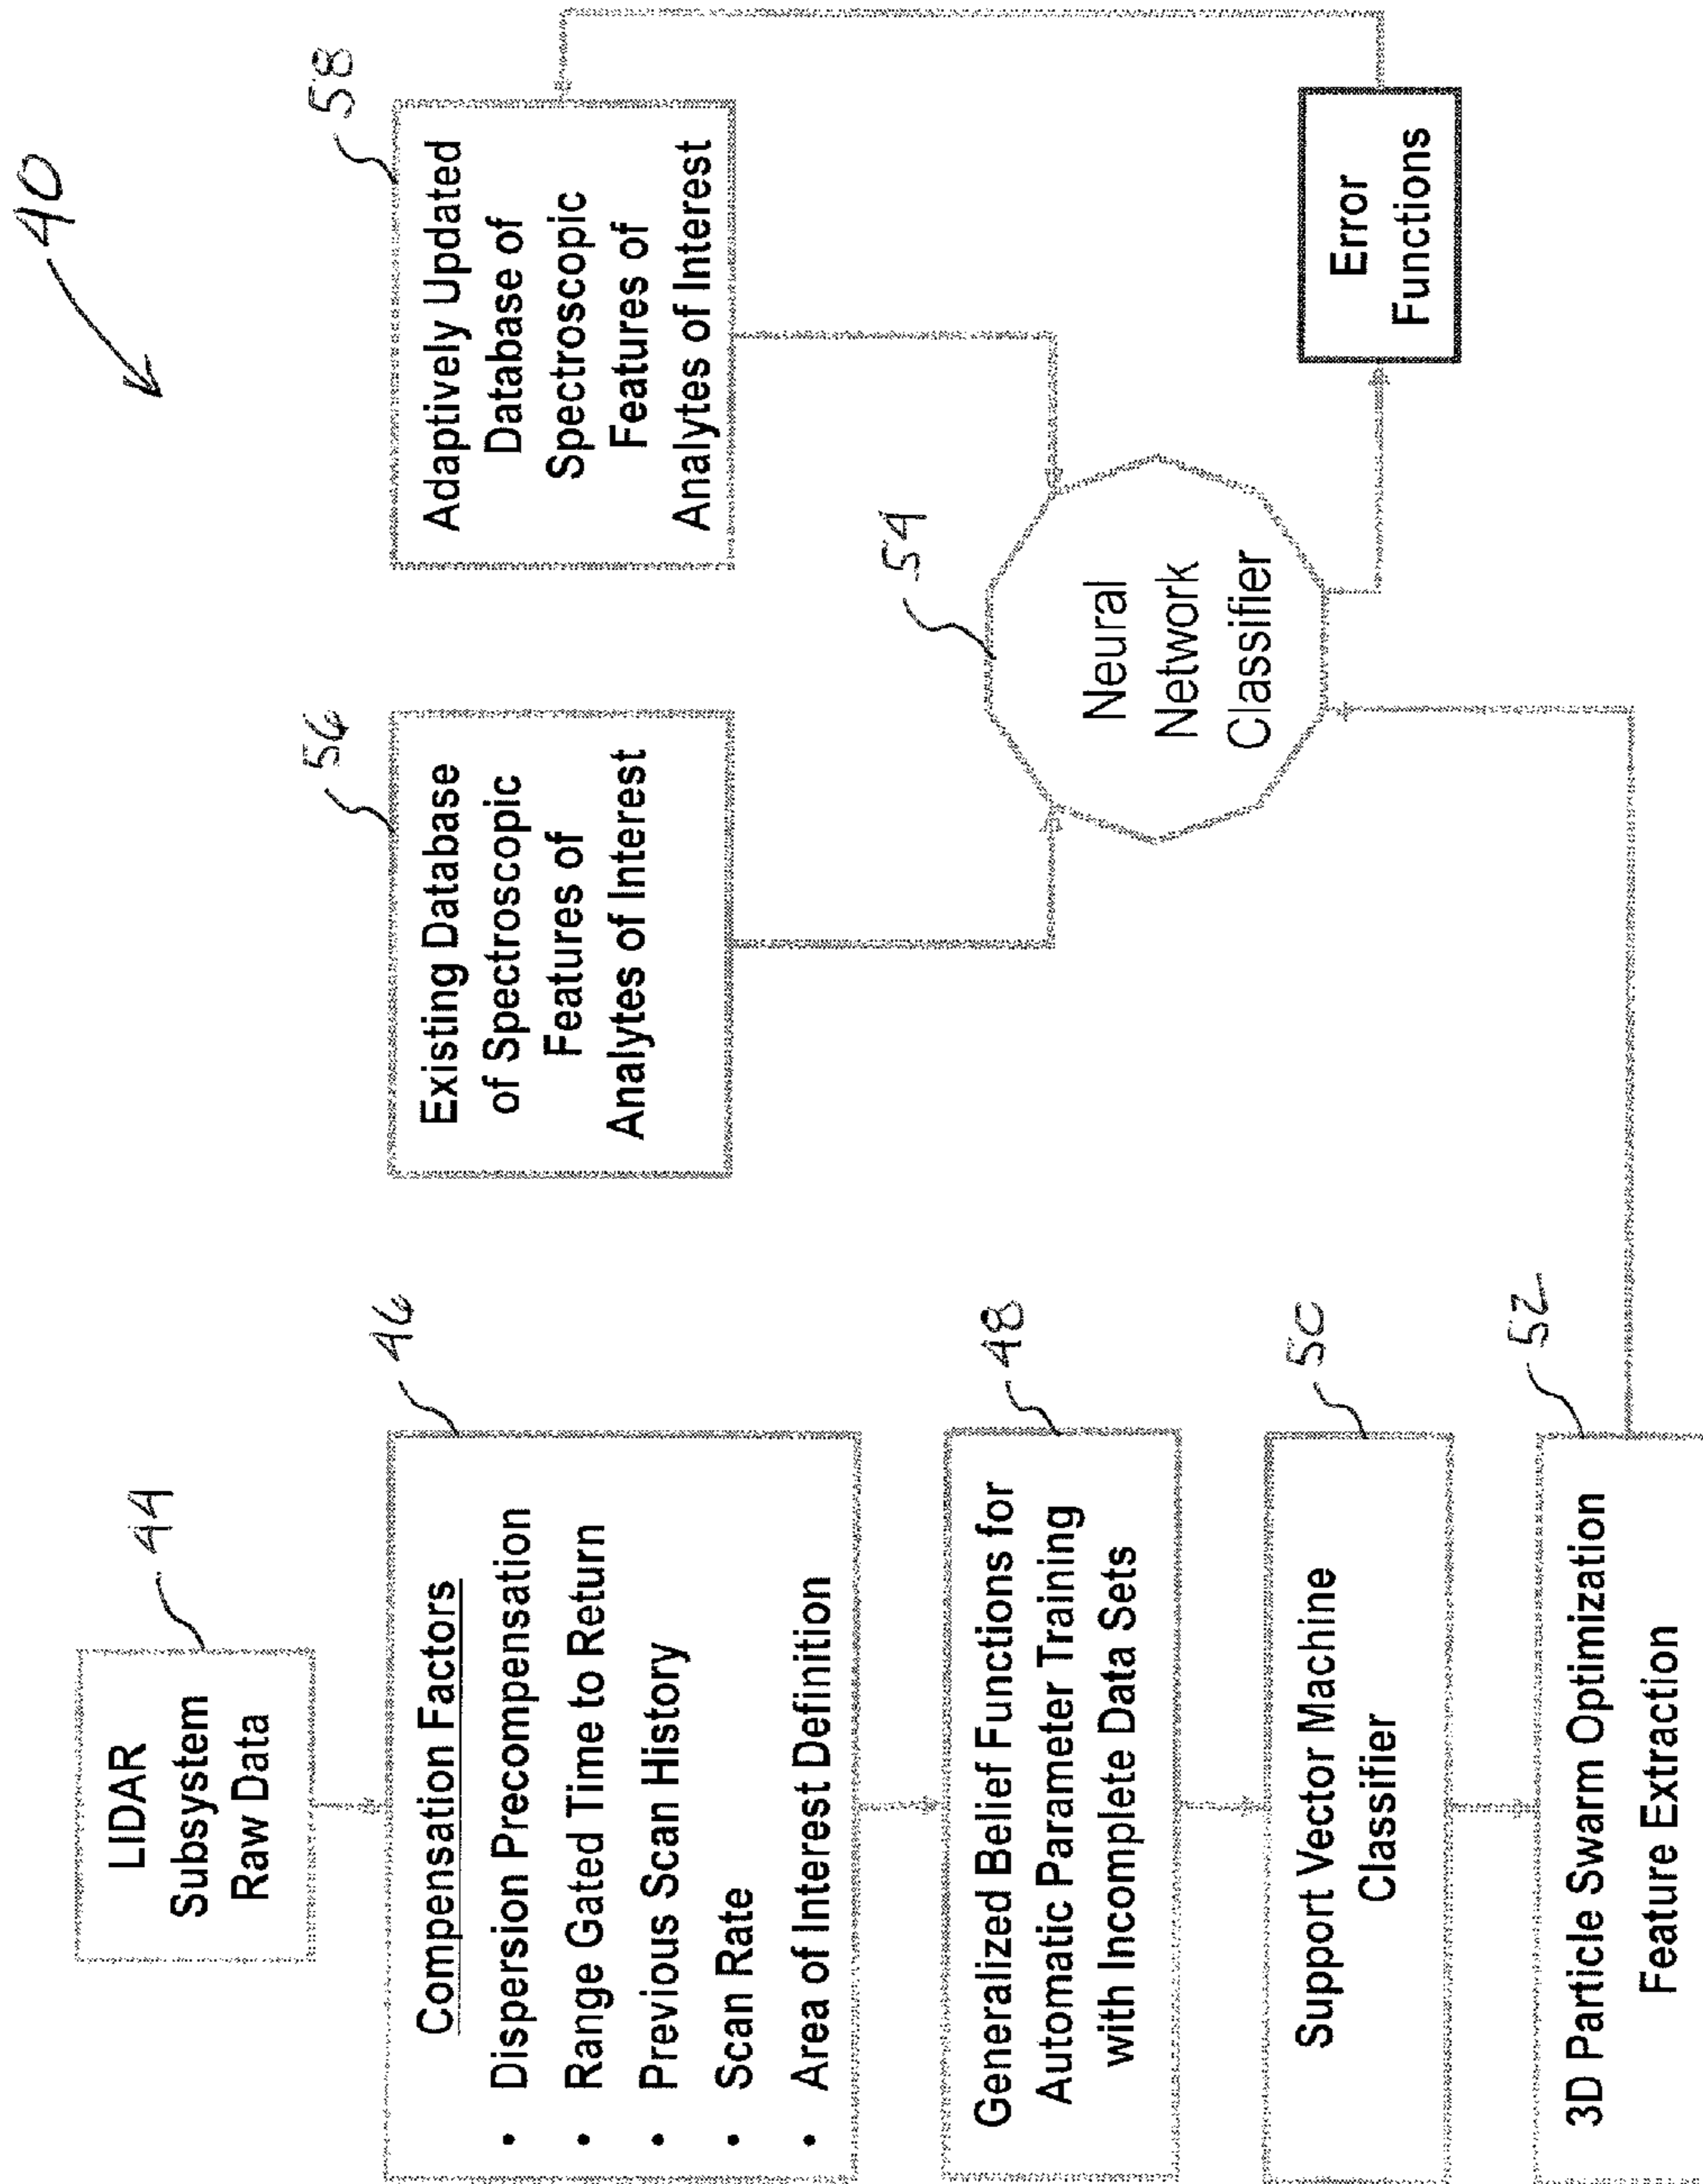 40
44
LIDAR
Subsystem
Raw Data
46
Compensation Factors
• Dispersion Precompensation
• Range Gated Time to Return
• Previous Scan History
• Scan Rate
• Area of Interest Definition
48
Generalized Belief Functions for
Automatic Parameter Training
with Incomplete Data Sets
50
Support Vector Machine
Classifier
52
3D Particle Swarm Optimization
Feature Extraction
56
Existing Database
of Spectroscopic
Features of
Analytes of Interest
58
Adaptively Updated
Database of
Spectroscopic
Features of
Analytes of Interest
54
Neural
Network
Classifier
Error
Functions